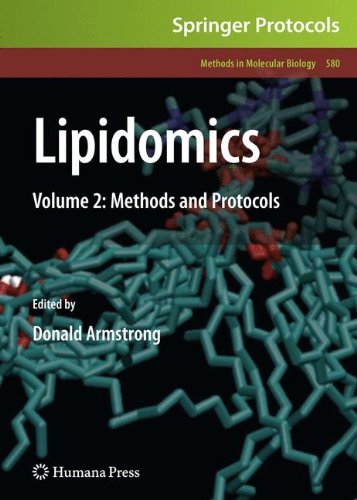 Springer Protocols
Methods in Molecular Biology 580
Lipidomics
Volume 2: Methods and Protocols
Edited by
Donald Armstrong
Humana Press